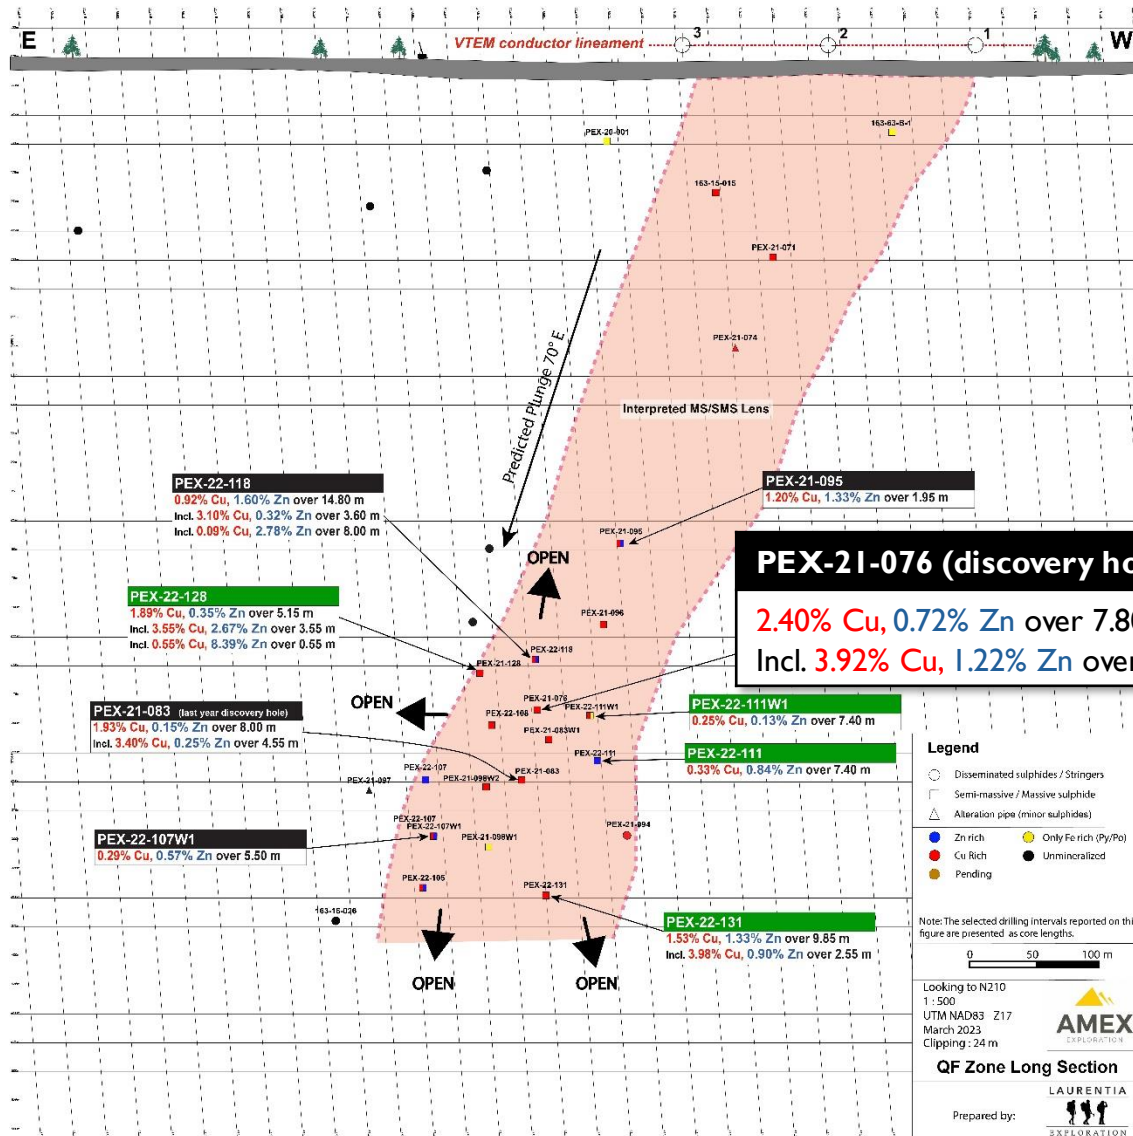 E
VTEM conductor lineament
3
2
1
W
PEX-20-001
163-63-B-1
163-15-015
PEX-21-071
PEX-21-074
Predicted Plunge 70° E
Interpreted MS/SMS Lens
PEX-22-118
0.92% Cu, 1.60% Zn over 14.80 m
Incl. 3.10% Cu, 0.32% Zn over 3.60 m
Incl. 0.09% Cu, 2.78% Zn over 8.00 m
PEX-21-095
1.20% Cu, 1.33% Zn over 1.95 m
PEX-21-095
OPEN
PEX-21-076 (discovery ho
2.40% Cu, 0.72% Zn over 7.80
Incl. 3.92% Cu, 1.22% Zn over
PEX-22-128
1.89% Cu, 0.35% Zn over 5.15 m
Incl. 3.55% Cu, 2.67% Zn over 3.55 m
Incl. 0.55% Cu, 8.39% Zn over 0.55 m
PEX-21-096
PEX-22-118
PEX-21-128
OPEN
PEX-21-076
PEX-22-108
PEX-22-111W1
PEX-21-083W1
PEX-22-111W1
0.25% Cu, 0.13% Zn over 7.40 m
PEX-21-083 (last year discovery hole)
1.93% Cu, 0.15% Zn over 8.00 m
Incl. 3.40% Cu, 0.25% Zn over 4.55 m
PEX-22-111
PEX-22-111
0.33% Cu, 0.84% Zn over 7.40 m
PEX-21-097
PEX-22-107
PEX-21-098W2
PEX-21-083
PEX-22-107
PEX-22-107W1
PEX-21-098W1
PEX-21-094
PEX-22-107W1
0.29% Cu, 0.57% Zn over 5.50 m
PEX-22-105
PEX-22-131
163-15-026
PEX-22-131
1.53% Cu, 1.33% Zn over 9.85 m
Incl. 3.98% Cu, 0.90% Zn over 2.55 m
OPEN
OPEN
Legend
Disseminated sulphides / Stringers
Semi-massive / Massive sulphide
Alteration pipe (minor sulphides)
Zn rich
Only Fe rich (Py/Po)
Cu Rich
Unmineralized
Pending
Note: The selected drilling intervals reported on thi
figure are presented as core lengths.
0 50 100 m
Looking to N210
1 : 500
UTM NAD83 Z17
March 2023
Clipping : 24 m
AMEX
EXPLORATION
QF Zone Long Section
Prepared by:
LAURENTIA
EXPLORATION